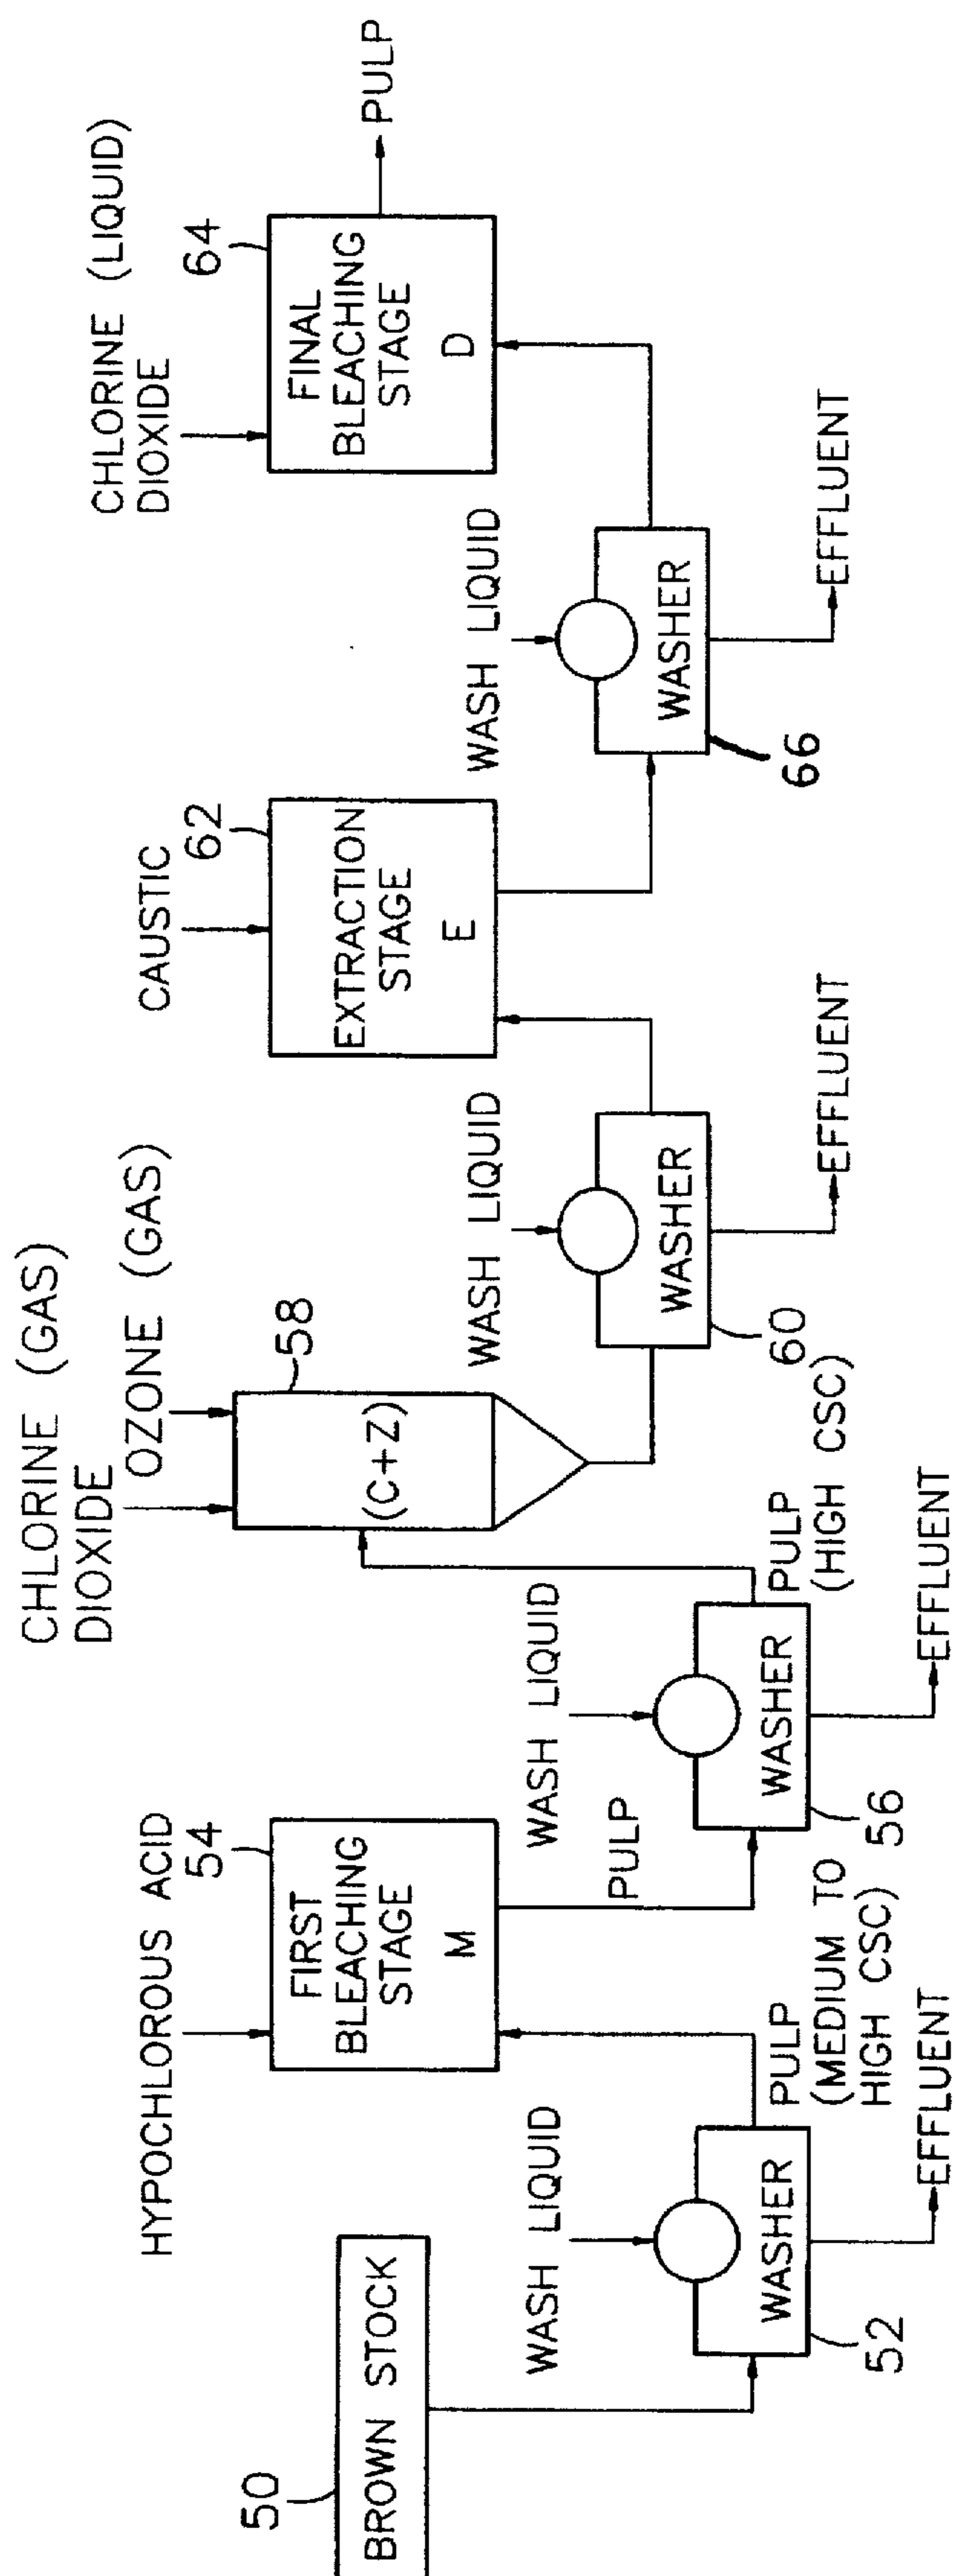 50
BROWN STOCK
WASH LIQUID
WASHER
52
EFFLUENT
PULP
(MEDIUM TO
HIGH CSC)
HYPOCHLOROUS ACID
54
FIRST
BLEACHING
STAGE
M
PULP
WASH LIQUID
WASHER
56
EFFLUENT
PULP
(HIGH CSC)
CHLORINE (GAS)
DIOXIDE
OZONE (GAS)
58
(C+Z)
WASH LIQUID
WASHER
60
EFFLUENT
CAUSTIC
62
EXTRACTION
STAGE
E
WASH LIQUID
WASHER
66
EFFLUENT
CHLORINE (LIQUID)
DIOXIDE
64
FINAL
BLEACHING
STAGE
D
PULP